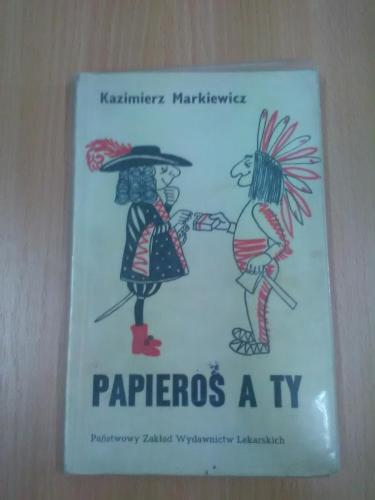 Kazimierz Markiewicz
PAPIEROS A TY
Państwowy Zakład Wydawnictw Lekarskich